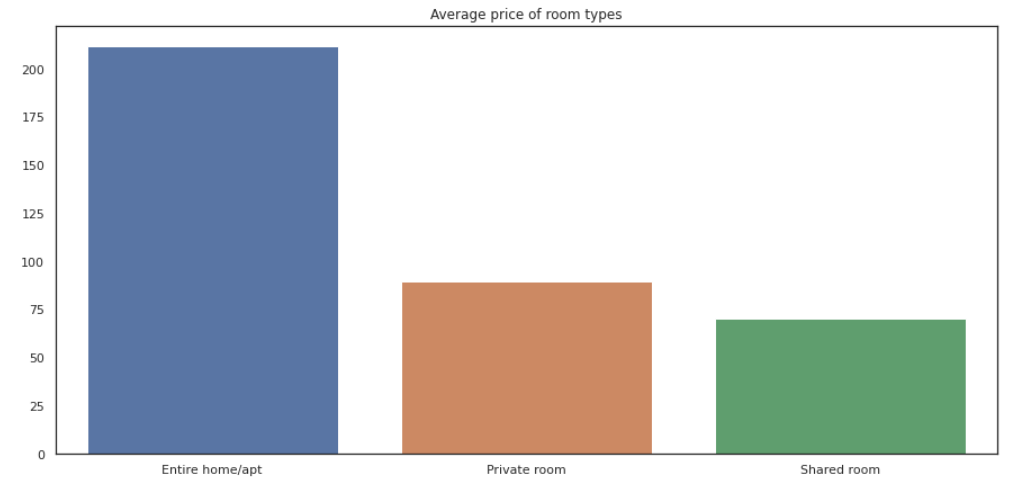 Average price of room types
200
175
150
125
100
75
50
25
0
Entire home/apt
Private room
Shared room